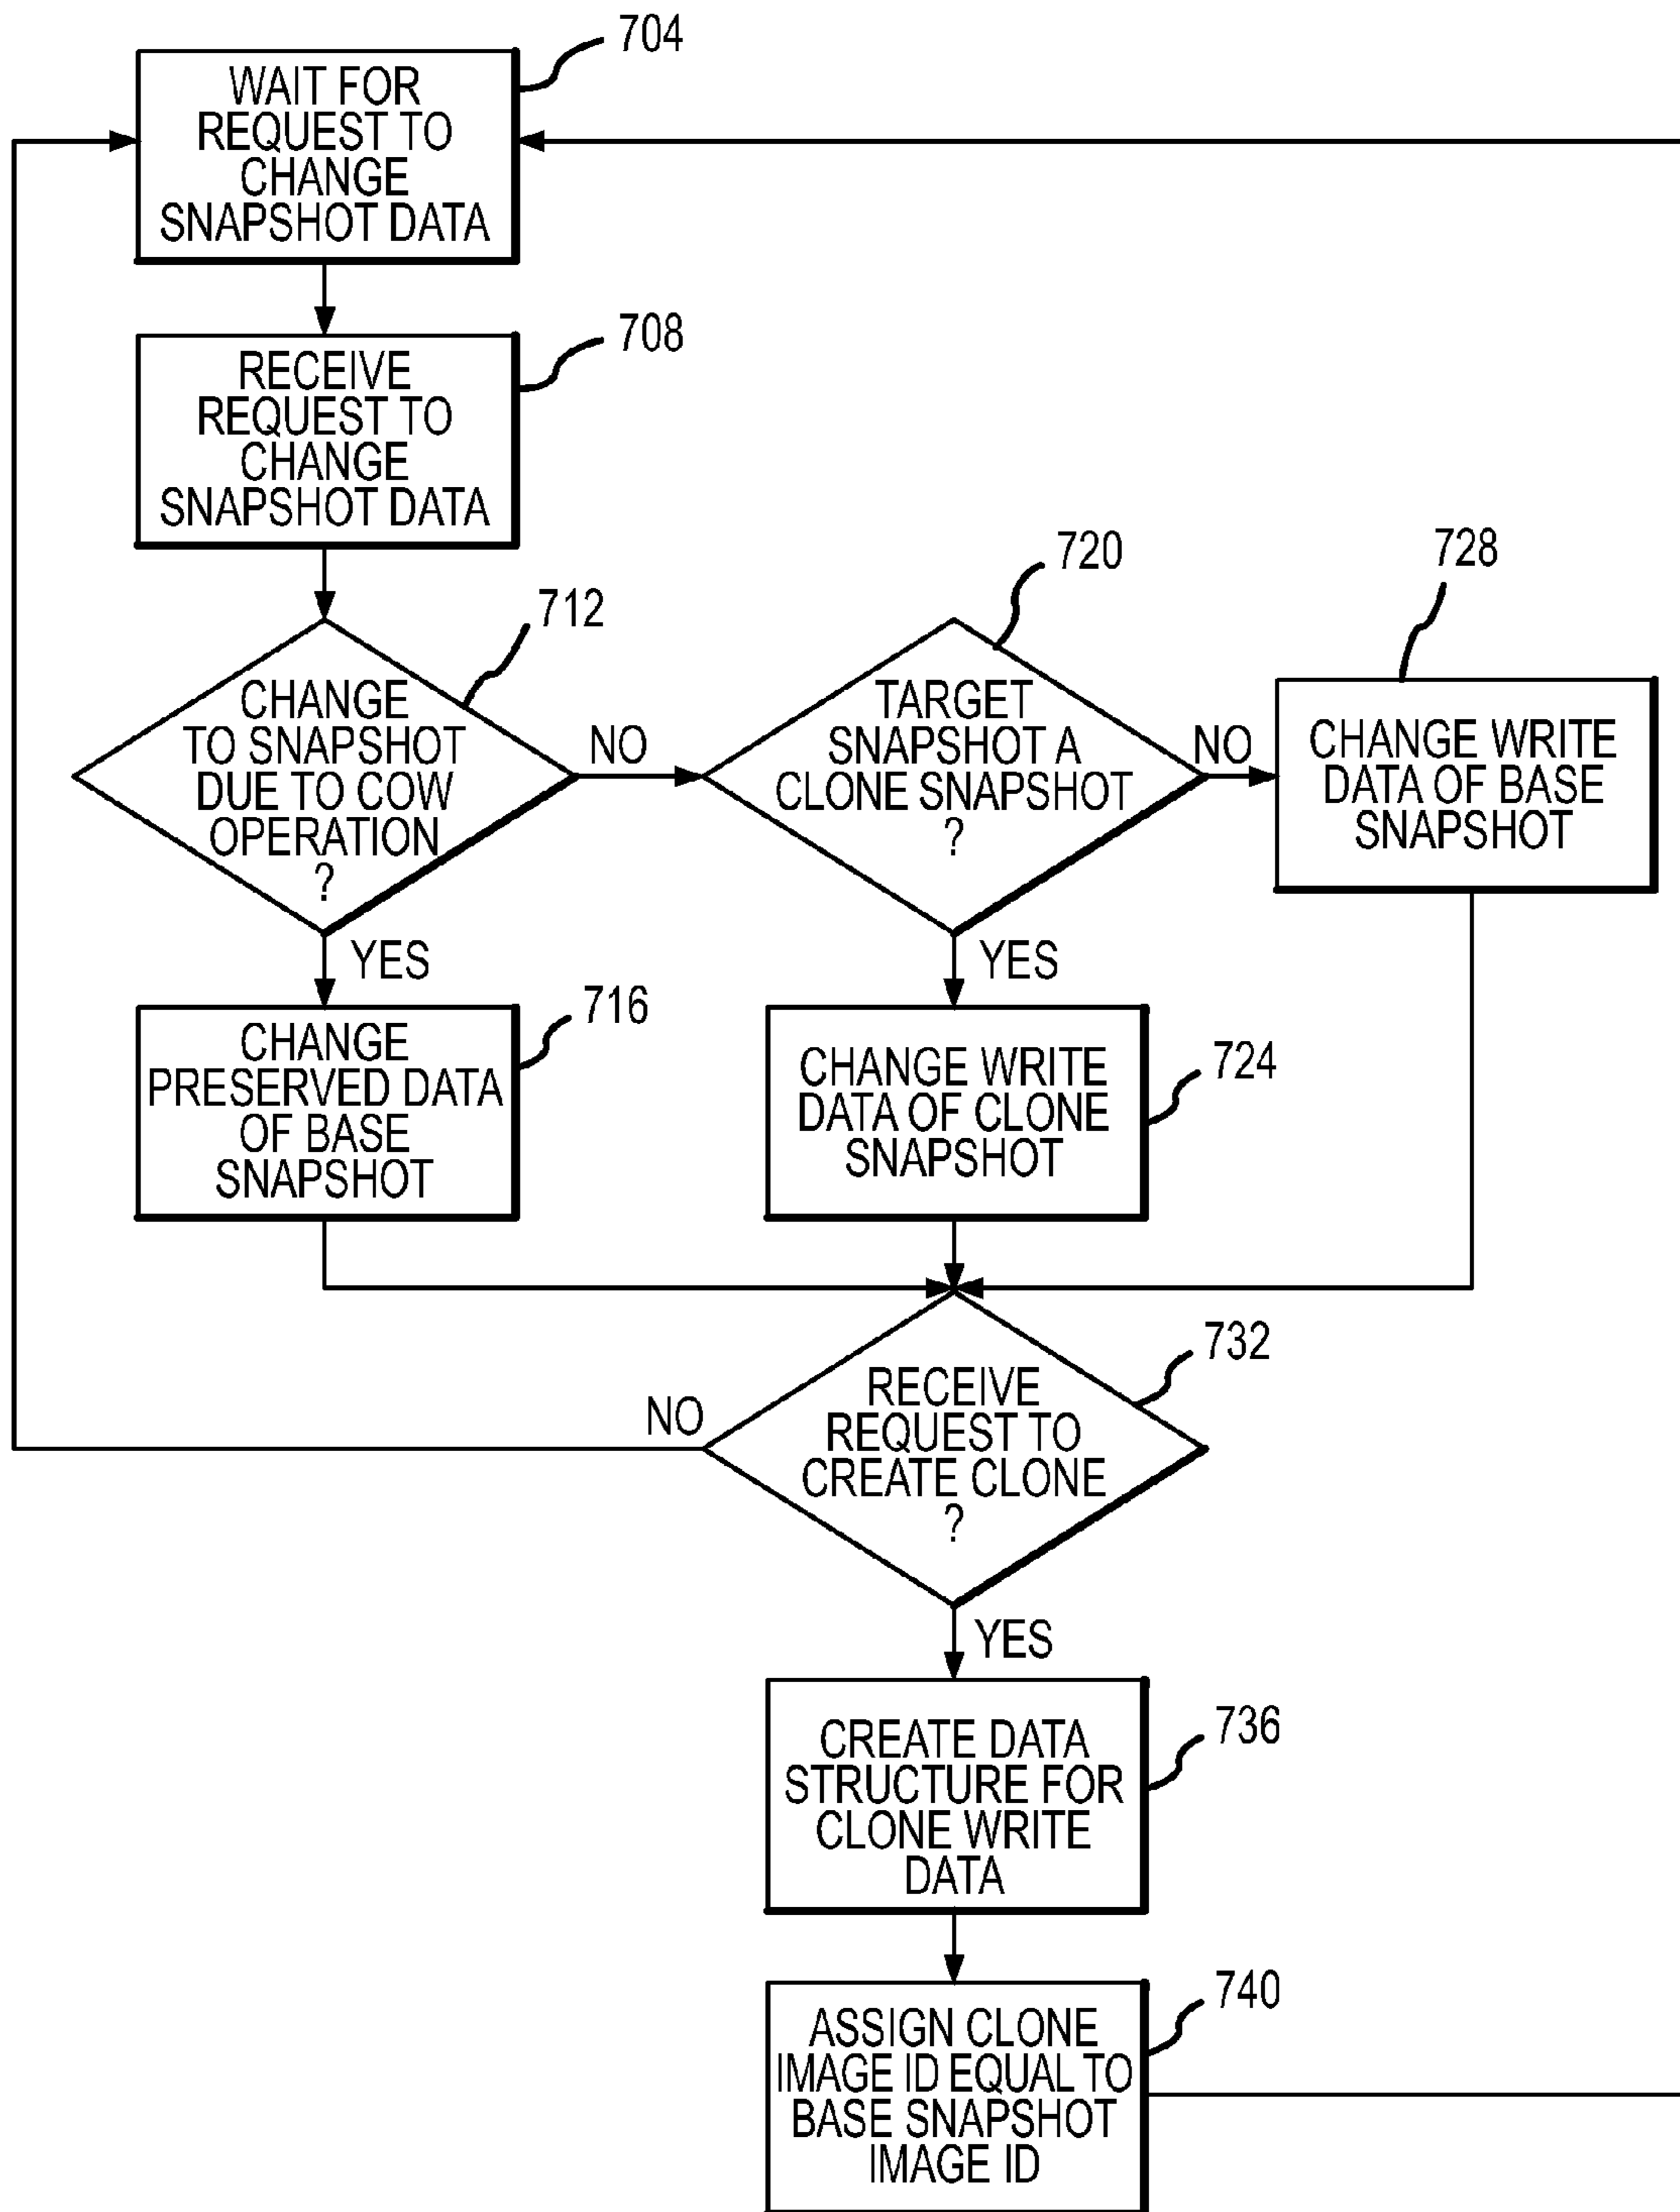 704
WAIT FOR
REQUEST TO
CHANGE
SNAPSHOT DATA
708
RECEIVE
REQUEST TO
CHANGE
SNAPSHOT DATA
712
CHANGE
TO SNAPSHOT
DUE TO COW
OPERATION
?
NO
YES
720
TARGET
SNAPSHOT A
CLONE SNAPSHOT
?
NO
YES
728
CHANGE WRITE
DATA OF BASE
SNAPSHOT
716
CHANGE
PRESERVED DATA
OF BASE
SNAPSHOT
724
CHANGE WRITE
DATA OF CLONE
SNAPSHOT
732
RECEIVE
REQUEST TO
CREATE CLONE
?
NO
YES
736
CREATE DATA
STRUCTURE FOR
CLONE WRITE
DATA
740
ASSIGN CLONE
IMAGE ID EQUAL TO
BASE SNAPSHOT
IMAGE ID